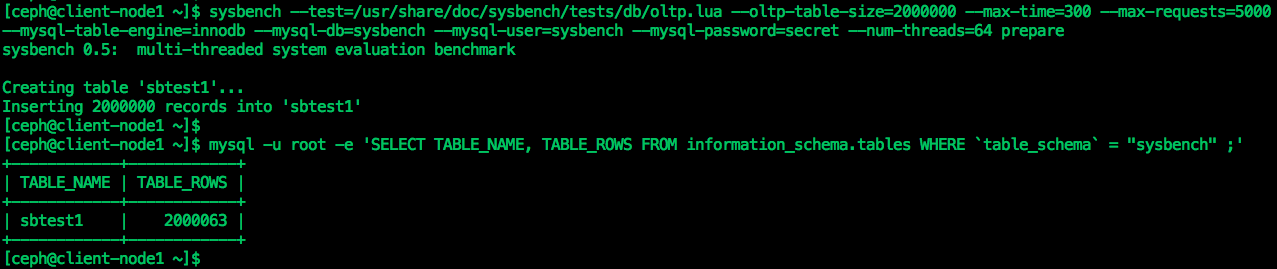 [ceph@client-node1 ~]$ sysbench --test=/usr/share/doc/sysbench/tests/db/oltp.lua --oltp-table-size=2000000 --max-time=300 --max-requests=5000
--mysql-table-engine=innodb --mysql-db=sysbench --mysql-user=sysbench --mysql-password=secret --num-threads=64 prepare
sysbench 0.5:  multi-threaded system evaluation benchmark
Creating table 'sbtest1'...
Inserting 2000000 records into 'sbtest1'
[ceph@client-node1 ~]$
[ceph@client-node1 ~]$ mysql -u root -e 'SELECT TABLE_NAME, TABLE_ROWS FROM information_schema.tables WHERE `table_schema` = "sysbench" ;'
+------------+------------+
| TABLE_NAME | TABLE_ROWS |
+------------+------------+
| sbtest1    |    2000063 |
+------------+------------+
[ceph@client-node1 ~]$